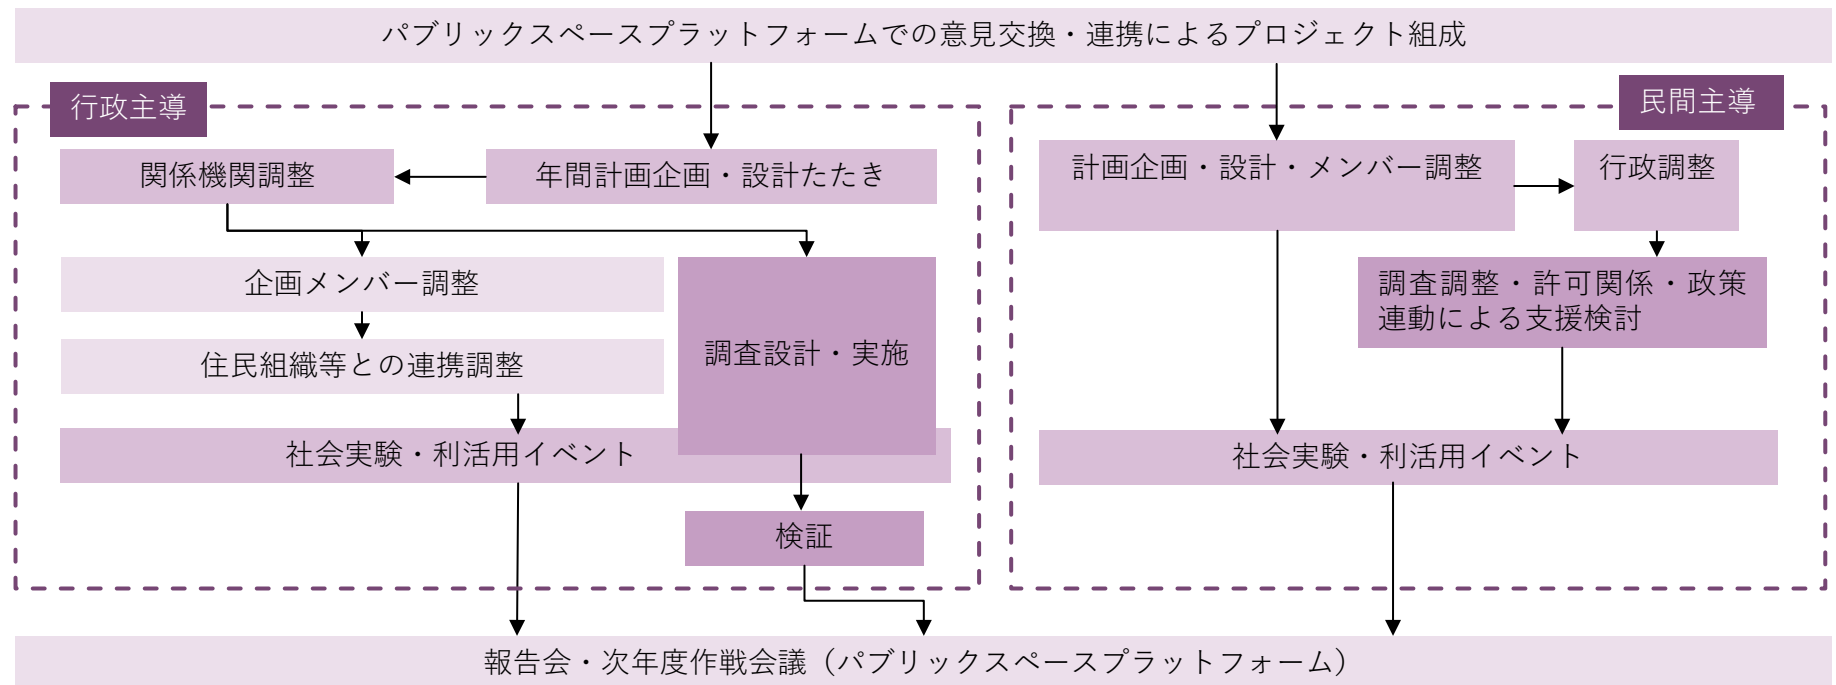 パブリックスペースプラットフォームでの意見交換・連携によるプロジェクト組成
行政主導
関係機関調整
年間計画企画・設計たたき
企画メンバー調整
住民組織等との連携調整
調査設計・実施
社会実験・利活用イベント
検証
民間主導
計画企画・設計・メンバー調整
行政調整
調査調整・許可関係・政策
連動による支援検討
社会実験・利活用イベント
報告会・次年度作戦会議（パブリックスペースプラットフォーム）